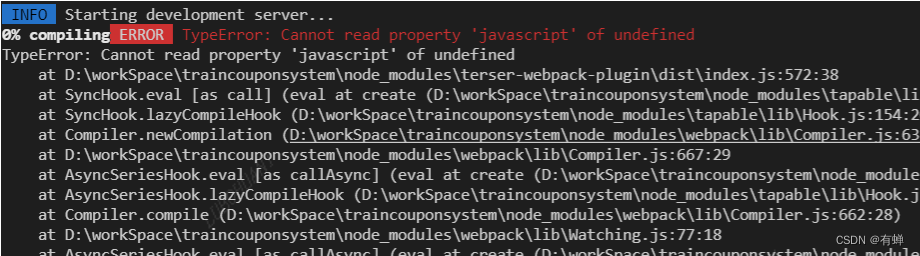 INFO Starting development server...
0% compiling ERROR TypeError: Cannot read property 'javascript' of undefined
TypeError: Cannot read property 'javascript' of undefined
at D:\workSpace\traincouponsystem\node_modules\terser-webpack-plugin\dist\index.js:572:38
at SyncHook.eval [as call] (eval at create (D:\workSpace\traincouponsystem\node_modules\tapable\li
at SyncHook.lazyCompileHook (D:\workSpace\traincouponsystem\node_modules\tapable\lib\Hook.js:154:2
at Compiler.newCompilation (D:\workSpace\traincouponsystem\node_modules\webpack\lib\Compiler.js:63
at D:\workSpace\traincouponsystem\node_modules\webpack\lib\Compiler.js:667:29
at AsyncSeriesHook.eval [as callAsync] (eval at create (D:\workSpace\traincouponsystem\node_module
at AsyncSeriesHook.lazyCompileHook (D:\workSpace\traincouponsystem\node_modules\tapable\lib\Hook.j
at Compiler.compile (D:\workSpace\traincouponsystem\node_modules\webpack\lib\Compiler.js:662:28)
at D:\workSpace\traincouponsystem\node_modules\webpack\lib\Watching.js:77:18
at AsyncSeriesHook.eval [as callAsync] (eval at create (D:\workSpace\traincouponsystem\node_module
CSDN @有蝉